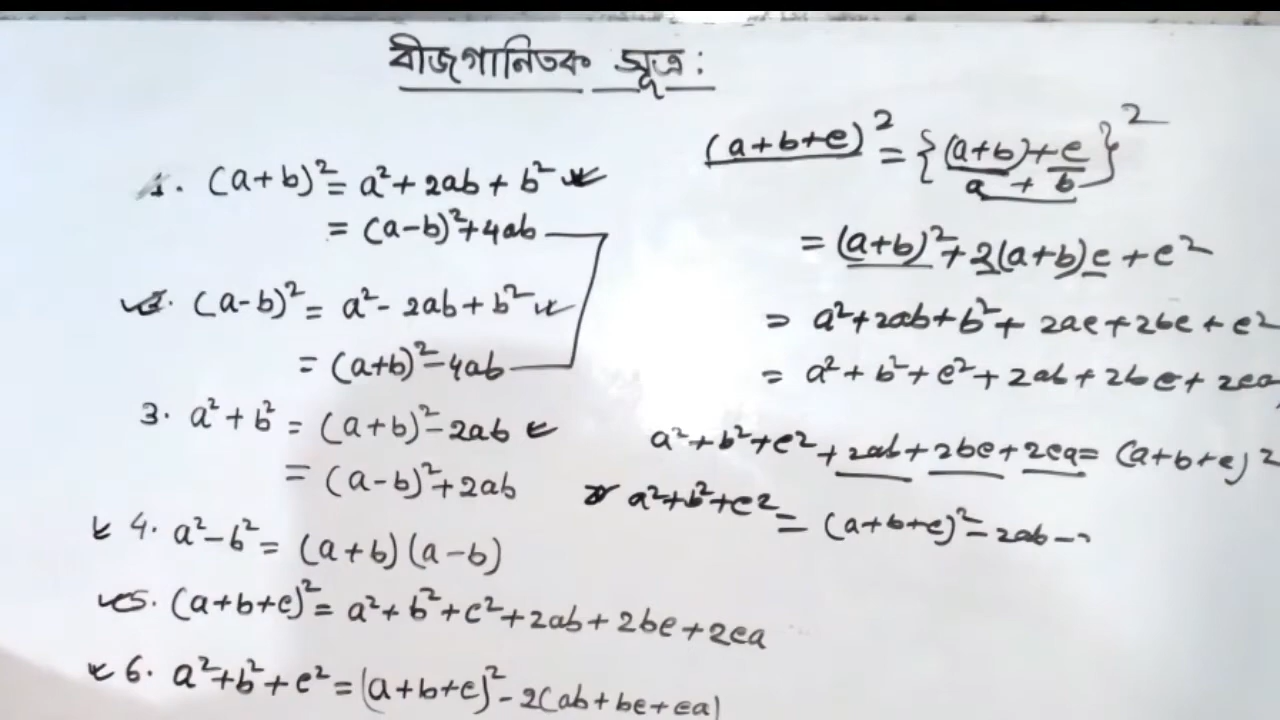 বীজগানিতক সূত্র:
1. (a+b)² = a² + 2ab + b²
= (a-b)² + 4ab
2. (a-b)² = a² - 2ab + b²
= (a+b)² - 4ab
3. a² + b² = (a+b)² - 2ab
= (a-b)² + 2ab
4. a² - b² = (a+b)(a-b)
5. (a+b+c)² = a² + b² + c² + 2ab + 2bc + 2ca
6. a² + b² + c² = (a+b+c)² - 2(ab+bc+ca)
(a+b+c)² = {(a+b)+c}²
a + b
= (a+b)² + 2(a+b)c + c²
= a² + 2ab + b² + 2ac + 2bc + c²
= a² + b² + c² + 2ab + 2bc + 2ca
a² + b² + c² + 2ab + 2bc + 2ca = (a+b+c)²
a² + b² + c² = (a+b+c)² - 2ab -